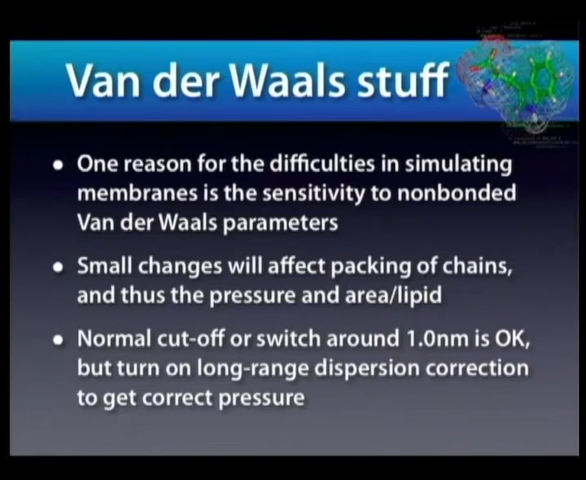 Van der Waals stuff
• One reason for the difficulties in simulating
membranes is the sensitivity to nonbonded
Van der Waals parameters
• Small changes will affect packing of chains,
and thus the pressure and area/lipid
• Normal cut-off or switch around 1.0nm is OK,
but turn on long-range dispersion correction
to get correct pressure